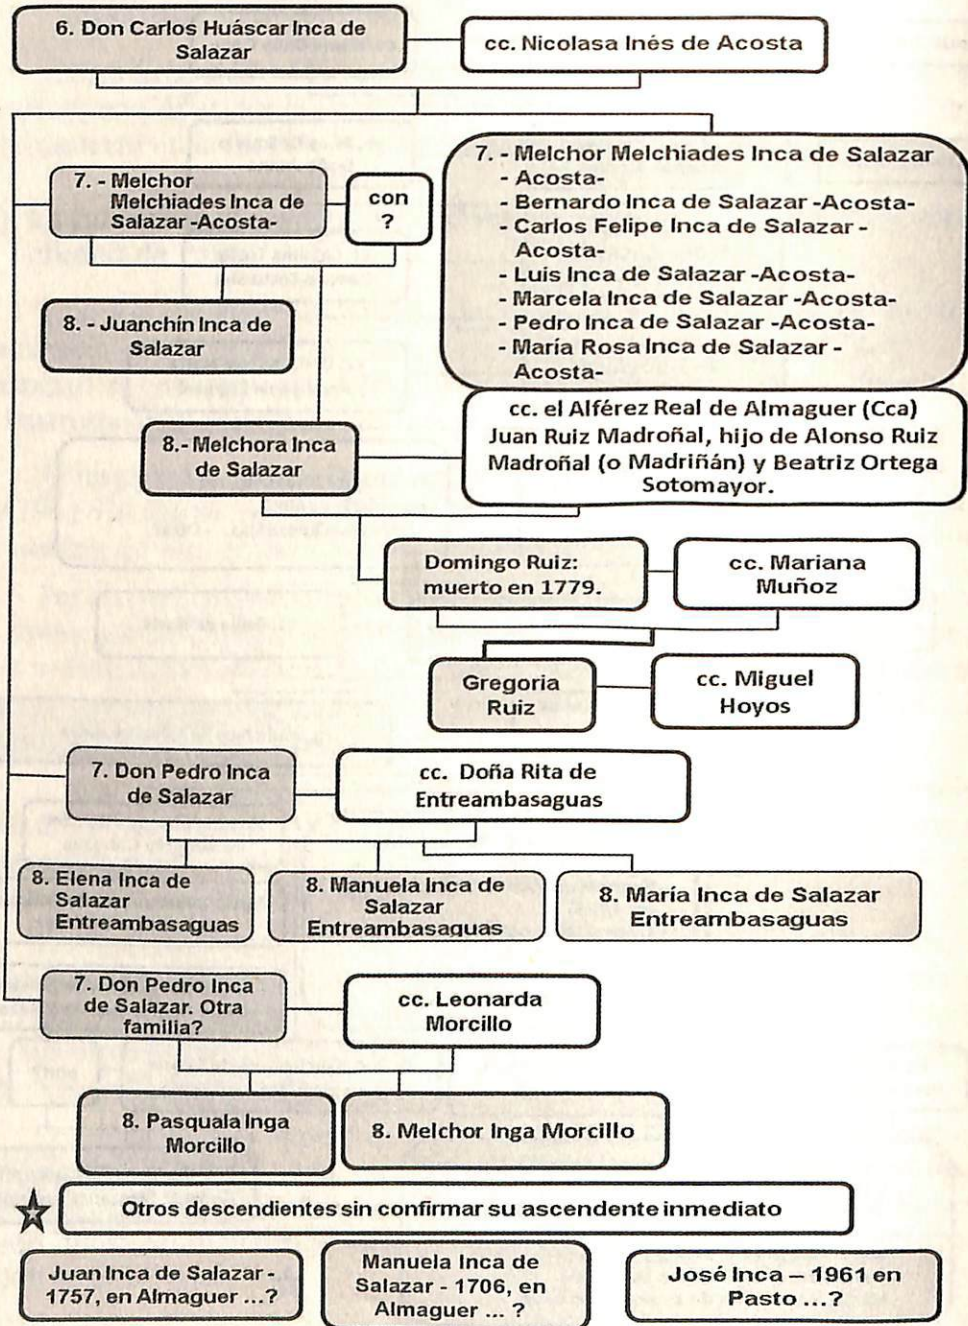 6. Don Carlos Huáscar Inca de
Salazar
cc. Nicolasa Inés de Acosta
7. - Melchor
Melchiades Inca de
Salazar -Acosta-
con
?
7. - Melchor Melchiades Inca de Salazar
- Acosta-
- Bernardo Inca de Salazar -Acosta-
- Carlos Felipe Inca de Salazar -
Acosta-
- Luis Inca de Salazar -Acosta-
- Marcela Inca de Salazar -Acosta-
- Pedro Inca de Salazar -Acosta-
- María Rosa Inca de Salazar -
Acosta-
8. - Juanchín Inca de
Salazar
8.- Melchora Inca
de Salazar
cc. el Alférez Real de Almaguer (Cca)
Juan Ruiz Madroñal, hijo de Alonso Ruiz
Madroñal (o Madriñán) y Beatriz Ortega
Sotomayor.
Domingo Ruiz:
muerto en 1779.
cc. Mariana
Muñoz
Gregoria
Ruiz
cc. Miguel
Hoyos
7. Don Pedro Inca
de Salazar
cc. Doña Rita de
Entreambasaguas
8. Elena Inca de
Salazar
Entreambasaguas
8. Manuela Inca de
Salazar
Entreambasaguas
8. María Inca de Salazar
Entreambasaguas
7. Don Pedro Inca
de Salazar. Otra
familia?
cc. Leonarda
Morcillo
8. Pasquala Inga
Morcillo
8. Melchor Inga Morcillo
Otros descendientes sin confirmar su ascendente inmediato
Juan Inca de Salazar -
1757, en Almaguer ...?
Manuela Inca de
Salazar - 1706, en
Almaguer ... ?
José Inca – 1961 en
Pasto ...?